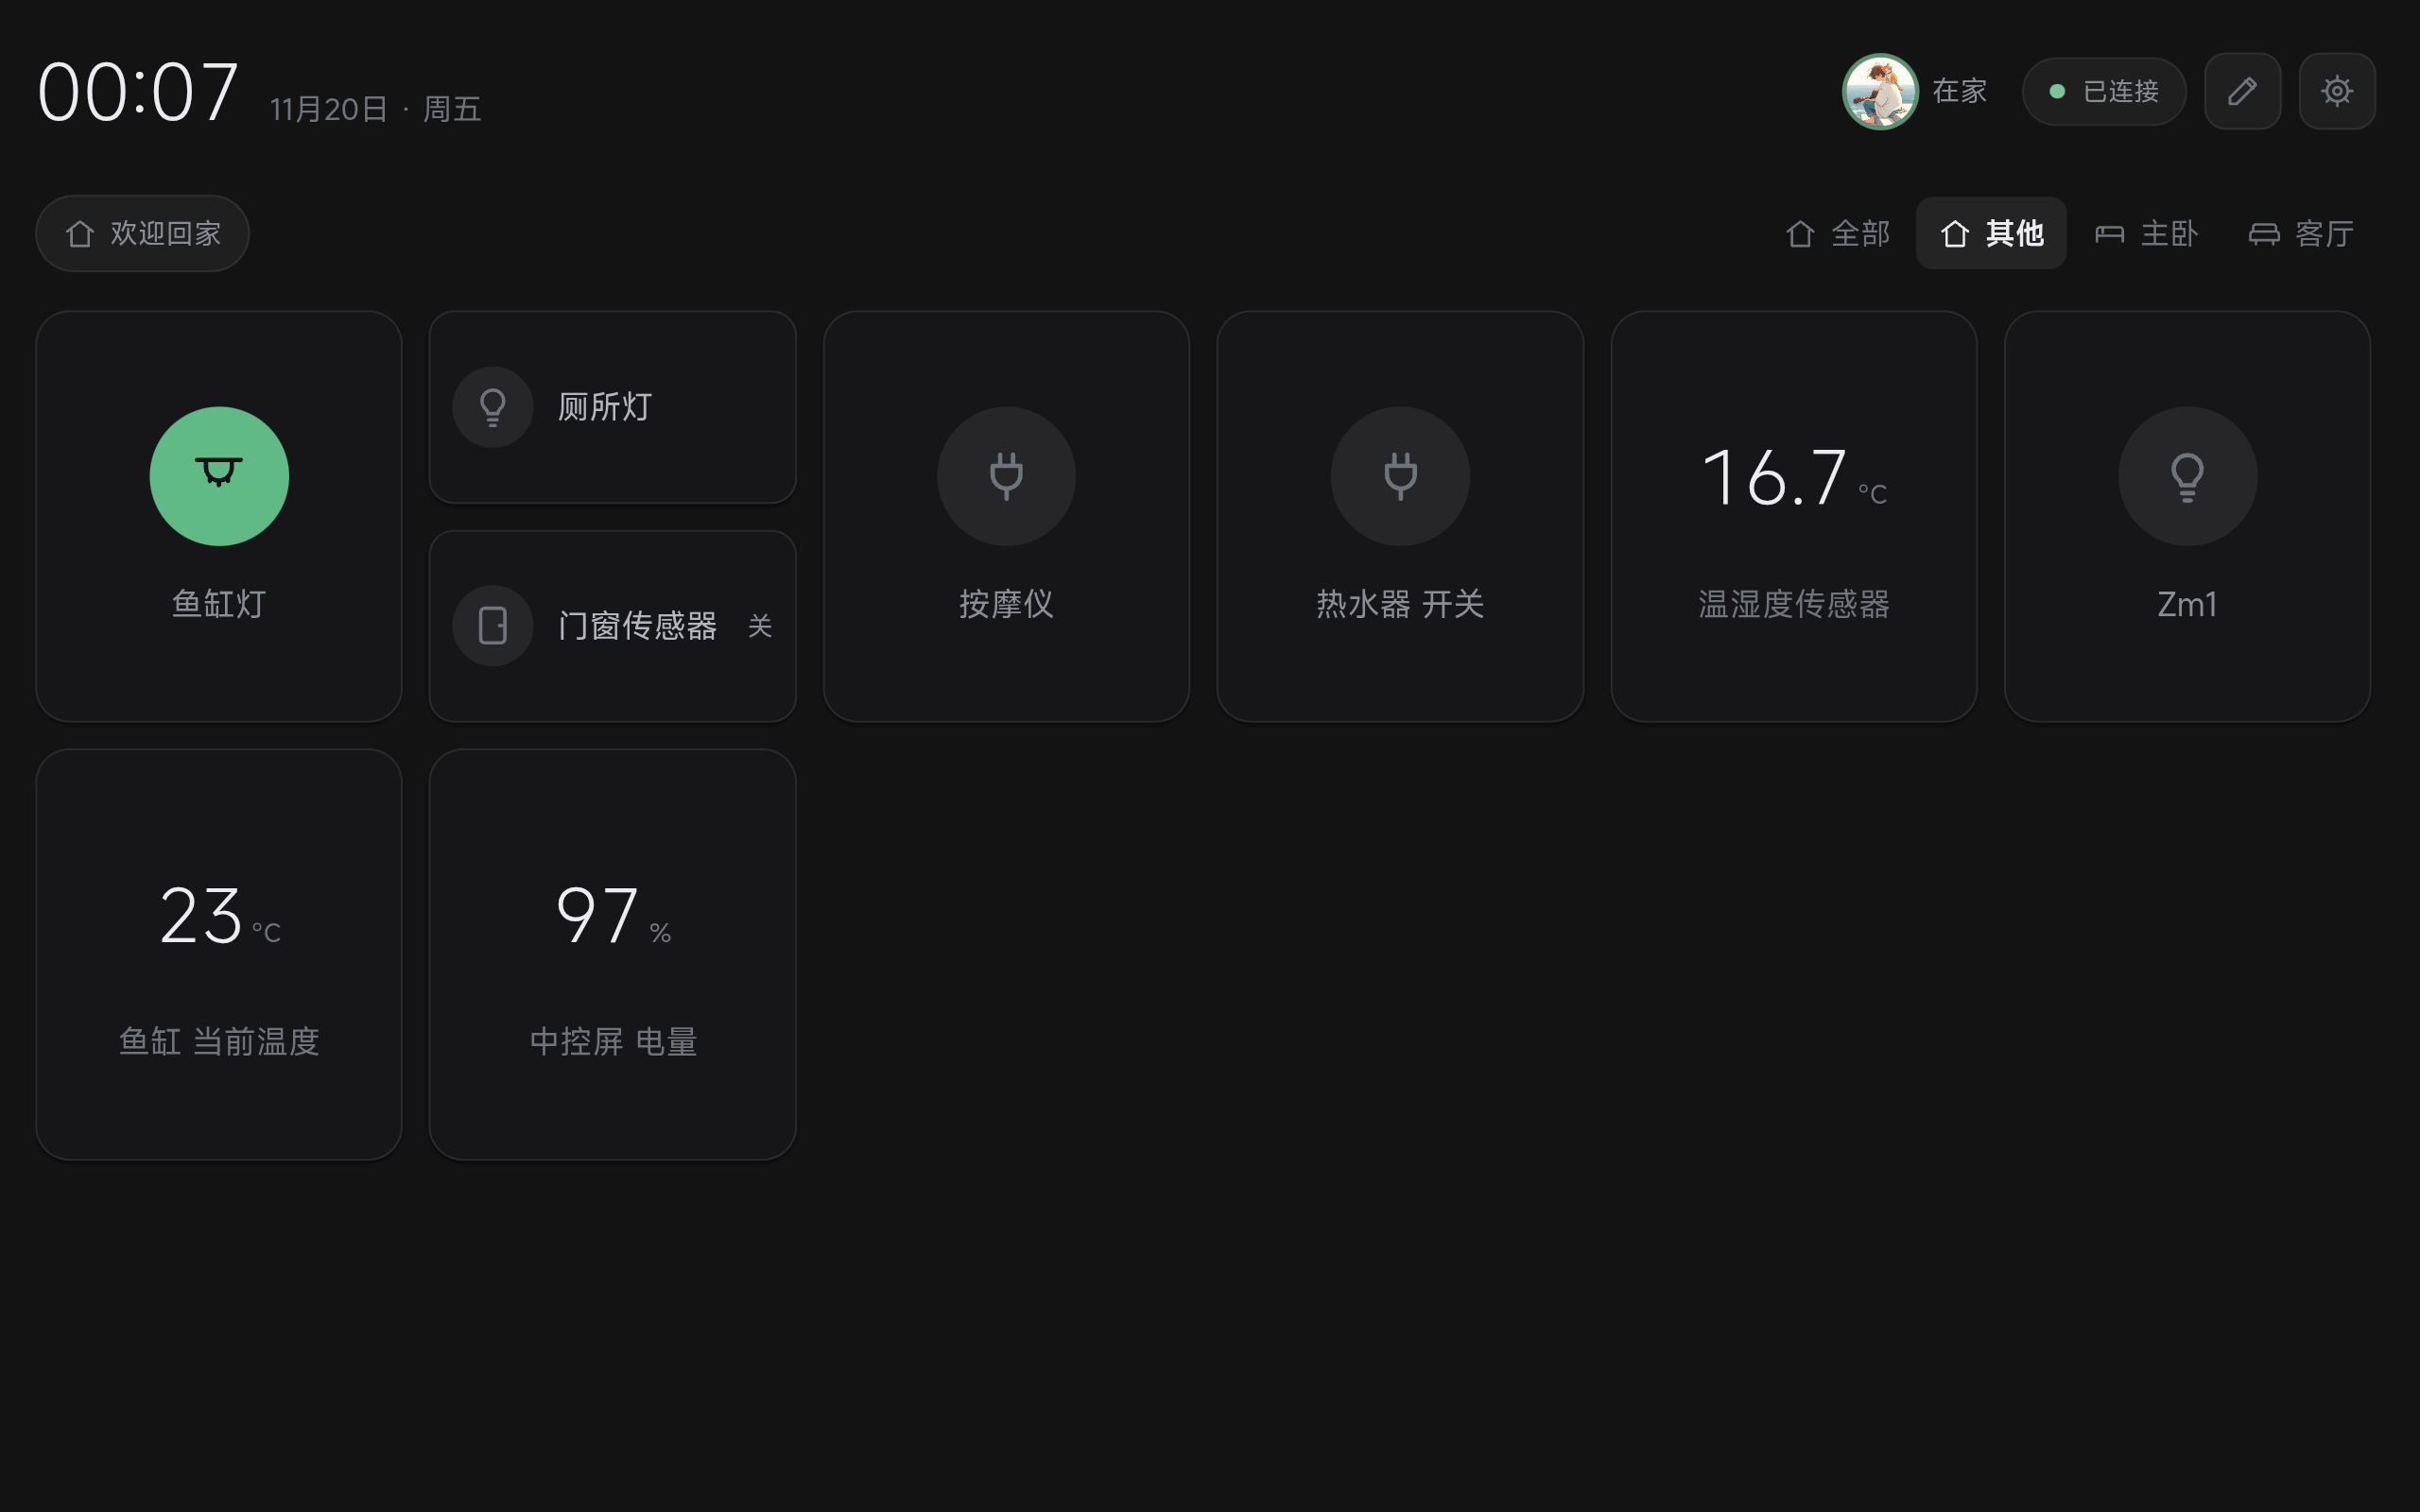 00:07 11月20日 · 周五
在家 已连接
欢迎回家
全部 其他 主卧 客厅
鱼缸灯
厕所灯
门窗传感器 关
按摩仪
热水器 开关
16.7 °C
温湿度传感器
Zm1
23 °C
鱼缸 当前温度
97 %
中控屏 电量